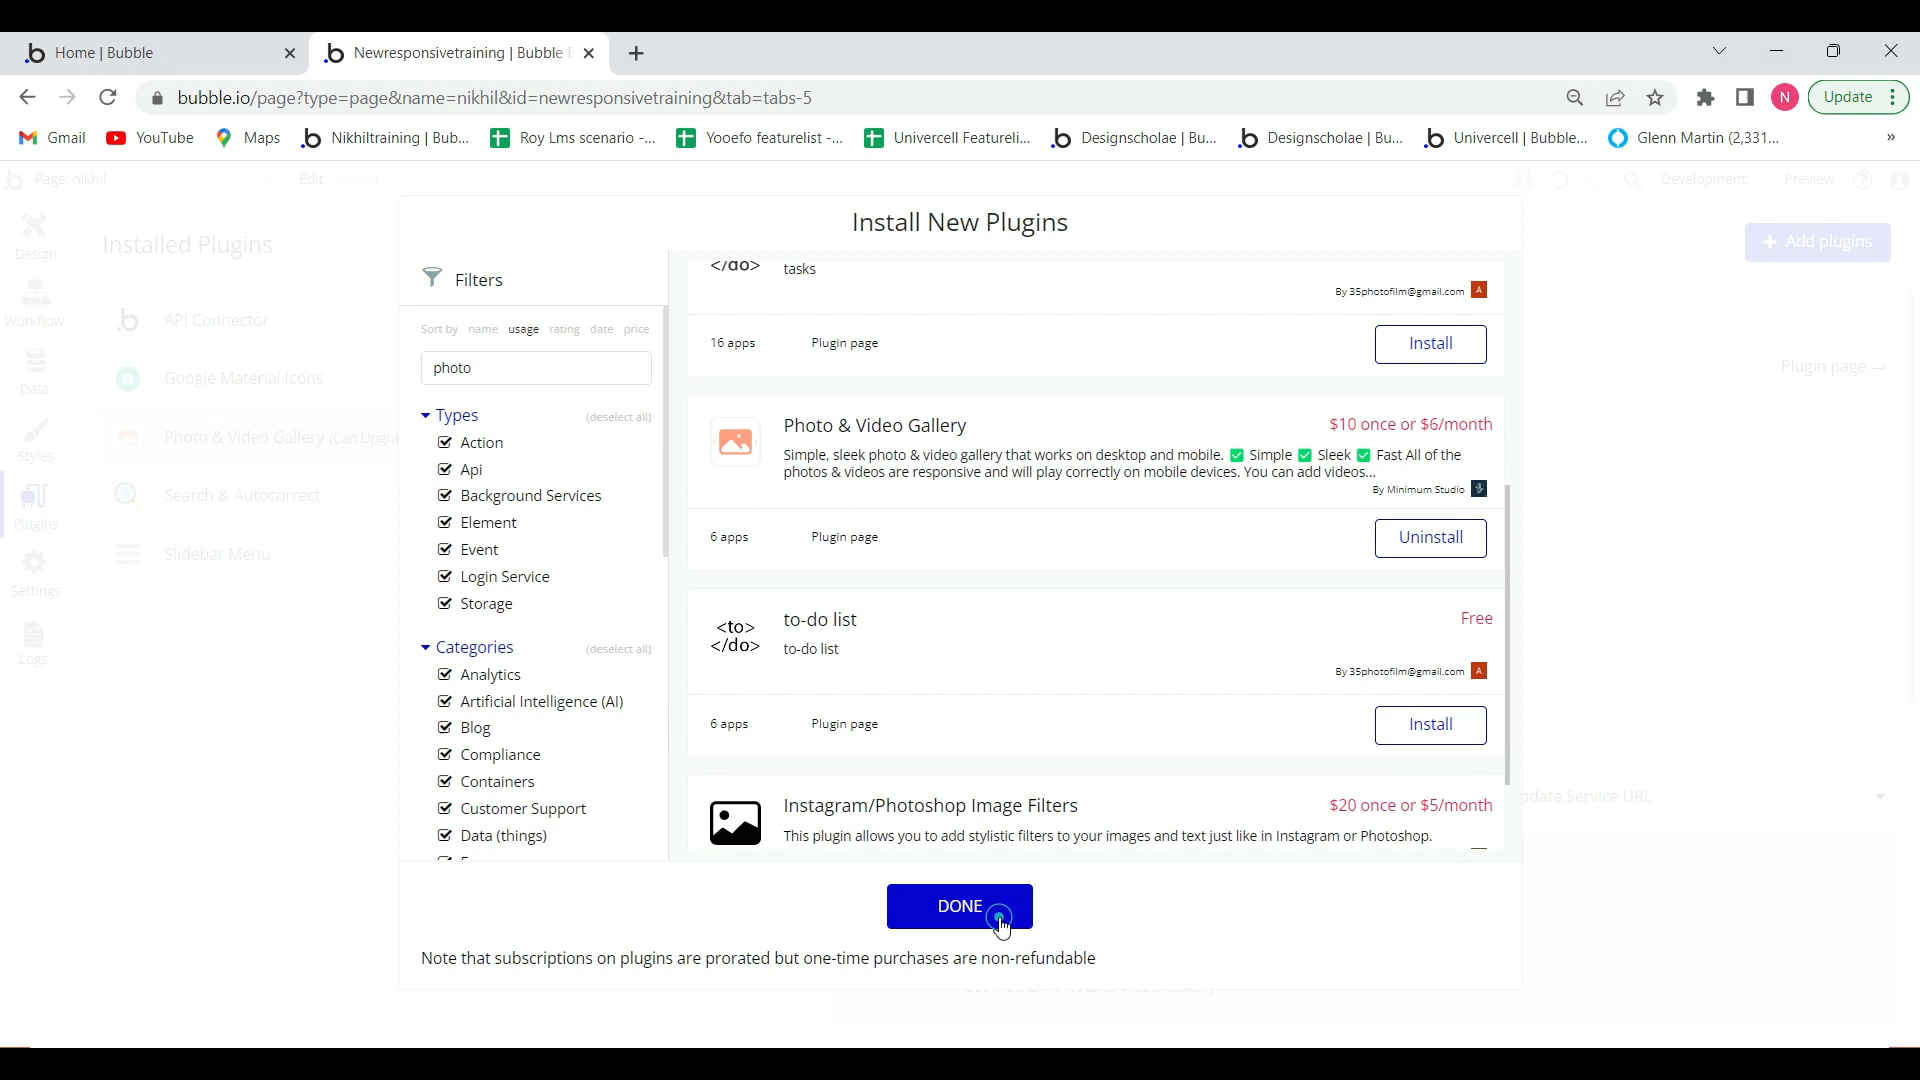 Home | Bubble
Newresponsivetraining | Bubble E
bubble.io/page?type=page&name=nikhil&id=newresponsivetraining&tab=tabs-5
N
Update
Gmail
YouTube
Maps
Nikhiltraining | Bub...
Roy Lms scenario -...
Yooefo featurelist -...
Univercell Featureli...
Designscholae | Bu...
Designscholae | Bu...
Univercell | Bubble...
Glenn Martin (2,331...
»
Page: nikhil
Edit
Saved
Development
Preview
Design
Workflow
Data
Styles
Plugins
Settings
Logs
Installed Plugins
+ Add plugins
API Connector
Google Material Icons
Photo & Video Gallery (Can Upgra
Search & Autocorrect
Slidebar Menu
Plugin page →
Install New Plugins
Filters
Sort by name usage rating date price
photo
Types (deselect all)
Action
Api
Background Services
Element
Event
Login Service
Storage
Categories (deselect all)
Analytics
Artificial Intelligence (AI)
Blog
Compliance
Containers
Customer Support
Data (things)
</do>
tasks
By 35photofilm@gmail.com A
16 apps Plugin page Install
Photo & Video Gallery $10 once or $6/month
Simple, sleek photo & video gallery that works on desktop and mobile. ✅ Simple ✅ Sleek ✅ Fast All of the
photos & videos are responsive and will play correctly on mobile devices. You can add videos...
By Minimum Studio
6 apps Plugin page Uninstall
<to>
</do>
to-do list Free
to-do list
By 35photofilm@gmail.com A
6 apps Plugin page Install
Instagram/Photoshop Image Filters $20 once or $5/month
This plugin allows you to add stylistic filters to your images and text just like in Instagram or Photoshop.
Service URL
DONE
Note that subscriptions on plugins are prorated but one-time purchases are non-refundable